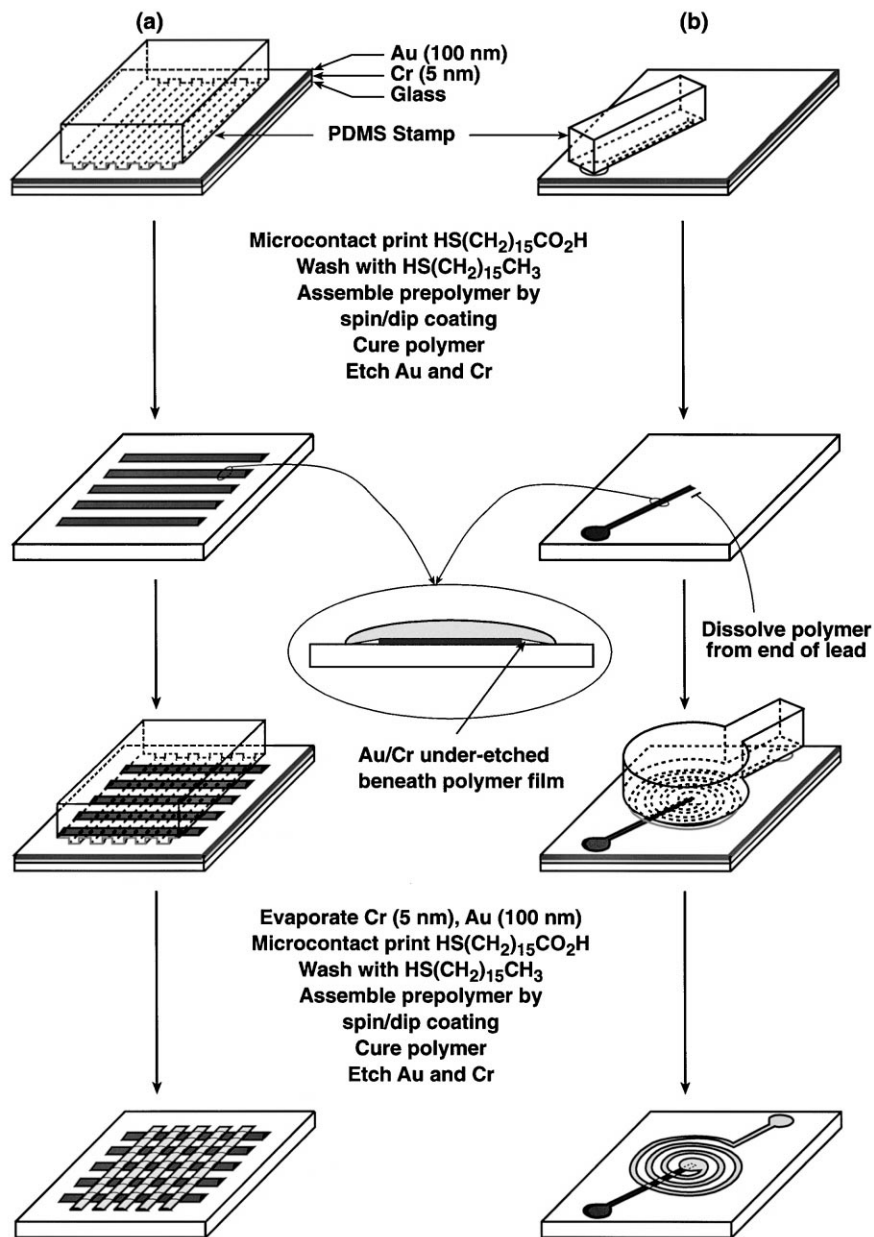 (a)
(b)
Au (100 nm)
Cr (5 nm)
Glass
PDMS Stamp
Microcontact print HS(CH₂)₁₅CO₂H
Wash with HS(CH₂)₁₅CH₃
Assemble prepolymer by
spin/dip coating
Cure polymer
Etch Au and Cr
Dissolve polymer
from end of lead
Au/Cr under-etched
beneath polymer film
Evaporate Cr (5 nm), Au (100 nm)
Microcontact print HS(CH₂)₁₅CO₂H
Wash with HS(CH₂)₁₅CH₃
Assemble prepolymer by
spin/dip coating
Cure polymer
Etch Au and Cr